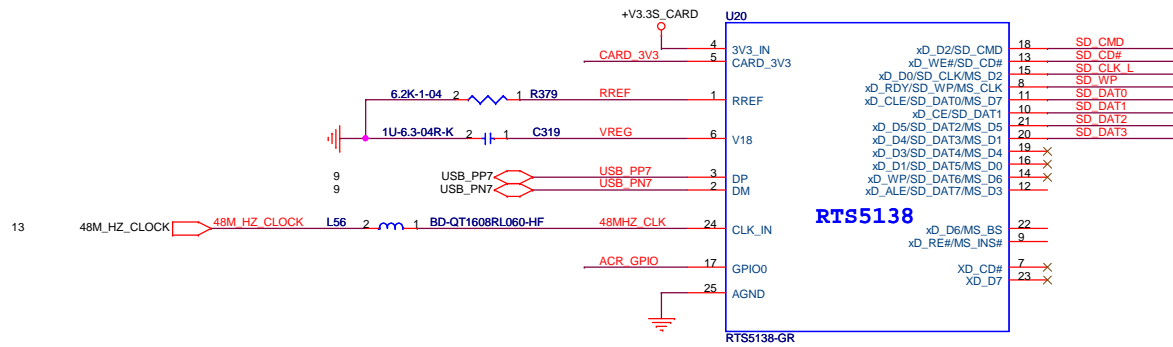 U20
+V3.3S_CARD
4 3V3_IN xD_D2/SD_CMD 18 SD_CMD
CARD_3V3 5 CARD_3V3 xD_WE#/SD_CD# 13 SD_CD#
xD_D0/SD_CLK/MS_D2 15 SD_CLK_L
xD_RDY/SD_WP/MS_CLK 8 SD_WP
6.2K-1-04 2 1 R379 RREF 1 RREF xD_CLE/SD_DAT0/MS_D7 11 SD_DAT0
xD_CE/SD_DAT1 10 SD_DAT1
xD_D5/SD_DAT2/MS_D5 21 SD_DAT2
1U-6.3-04R-K 2 1 C319 VREG 6 V18 xD_D4/SD_DAT3/MS_D1 20 SD_DAT3
xD_D3/SD_DAT4/MS_D4 19
xD_D1/SD_DAT5/MS_D0 16
9 USB_PP7 USB_PP7 3 DP xD_WP/SD_DAT6/MS_D6 14
9 USB_PN7 USB_PN7 2 DM xD_ALE/SD_DAT7/MS_D3 12
RTS5138
13 48M_HZ_CLOCK 48M_HZ_CLOCK L56 2 1 BD-QT1608RL060-HF 48MHZ_CLK 24 CLK_IN xD_D6/MS_BS 22
xD_RE#/MS_INS# 9
ACR_GPIO 17 GPIO0 XD_CD# 7
XD_D7 23
25 AGND
RTS5138-GR